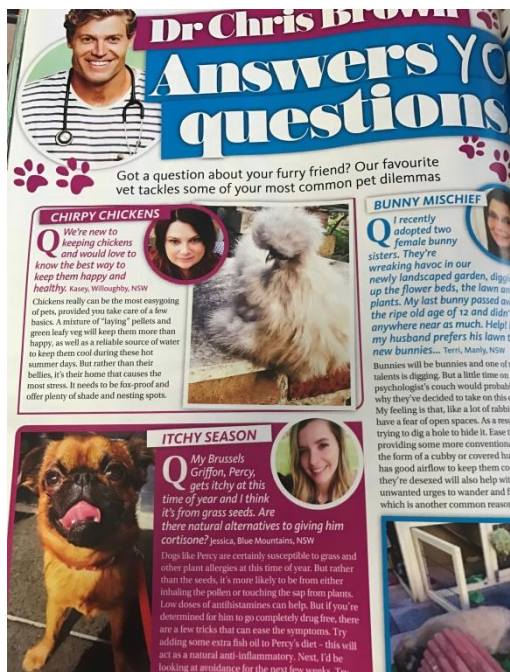 Dr Chris Brown
Answers YO
questions
Got a question about your furry friend? Our favourite
vet tackles some of your most common pet dilemmas
CHIRPY CHICKENS
Q We're new to
keeping chickens
and would love to
know the best way to
keep them happy and
healthy. Kasey, Willoughby, NSW
Chickens really can be the most easygoing
of pets, provided you take care of a few
basics. A mixture of "laying" pellets and
green leafy veg will keep them more than
happy, as well as a reliable source of water
to keep them cool during these hot
summer days. But rather than their
bellies, it's their home that causes the
most stress. It needs to be fox-proof and
offer plenty of shade and nesting spots.
BUNNY MISCHIEF
Q I recently
adopted two
female bunny
sisters. They're
wreaking havoc in our
newly landscaped garden, diggi
up the flower beds, the lawn an
plants. My last bunny passed aw
the ripe old age of 12 and didn'
anywhere near as much. Help!
my husband prefers his lawn t
new bunnies... Terri, Manly, NSW
Bunnies will be bunnies and one of
talents is digging. But a little time on
psychologist's couch would probab
why they've decided to take on this
My feeling is that, like a lot of rabbi
have a fear of open spaces. As a resu
trying to dig a hole to hide it. Ease t
providing some more conventiona
the form of a cubby or covered hu
has good airflow to keep them co
they're desexed will also help wit
unwanted urges to wander and f
which is another common reaso
ITCHY SEASON
Q My Brussels
Griffon, Percy,
gets itchy at this
time of year and I think
it's from grass seeds. Are
there natural alternatives to giving him
cortisone? Jessica, Blue Mountains, NSW
Dogs like Percy are certainly susceptible to grass and
other plant allergies at this time of year. But rather
than the seeds, it's more likely to be from either
inhaling the pollen or touching the sap from plants.
Low doses of antihistamines can help. But if you're
determined for him to go completely drug free, there
are a few tricks that can ease the symptoms. Try
adding some extra fish oil to Percy's diet – this will
act as a natural anti-inflammatory. Next, I'd be
looking at avoidance for the next few weeks. Try